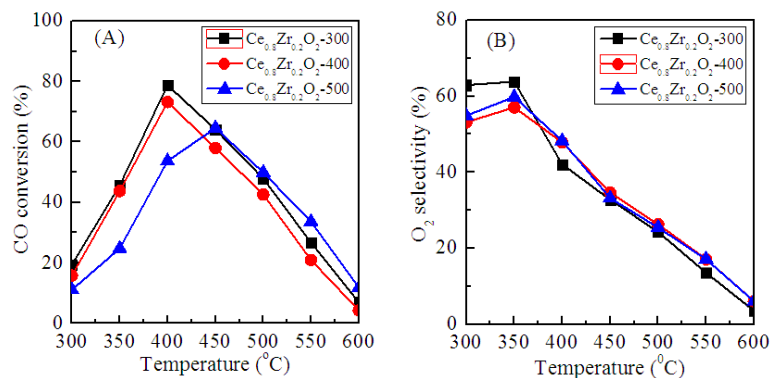 (A)
Ce0.8Zr0.2O2-300
Ce0.8Zr0.2O2-400
Ce0.8Zr0.2O2-500
CO conversion (%)
100
80
60
40
20
0
300 350 400 450 500 550 600
Temperature (°C)
(B)
Ce0.8Zr0.2O2-300
Ce0.8Zr0.2O2-400
Ce0.8Zr0.2O2-500
O2 selectivity (%)
80
60
40
20
0
300 350 400 450 500 550 600
Temperature (⁰C)